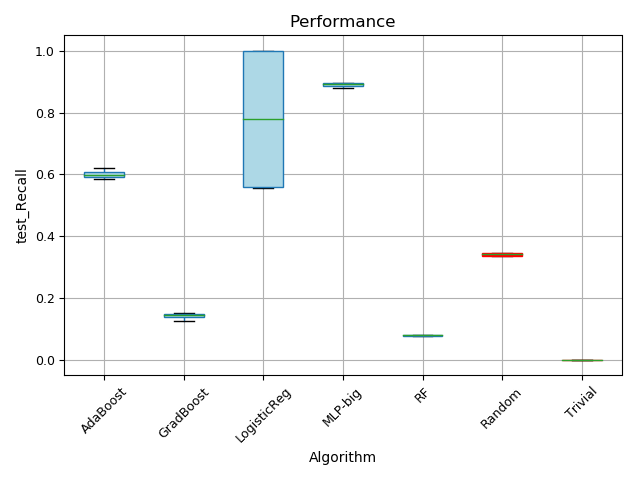 Performance
test_Recall
1.0
0.8
0.6
0.4
0.2
0.0
AdaBoost
GradBoost
LogisticReg
MLP-big
RF
Random
Trivial
Algorithm